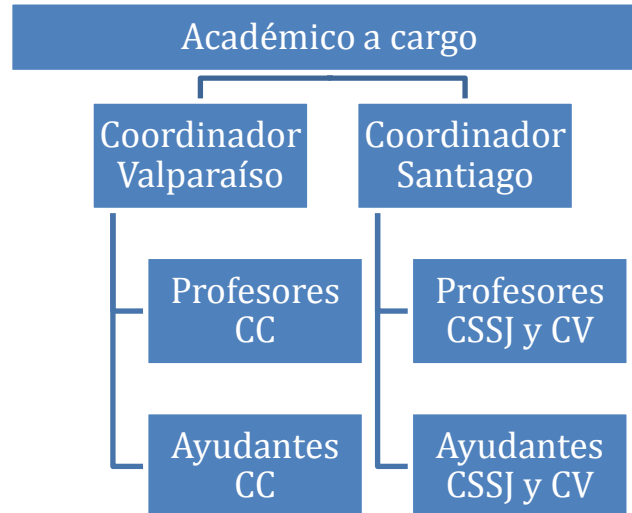 Académico a cargo
Coordinador
Valparaíso
Coordinador
Santiago
Profesores
CC
Profesores
CSSJ y CV
Ayudantes
CC
Ayudantes
CSSJ y CV